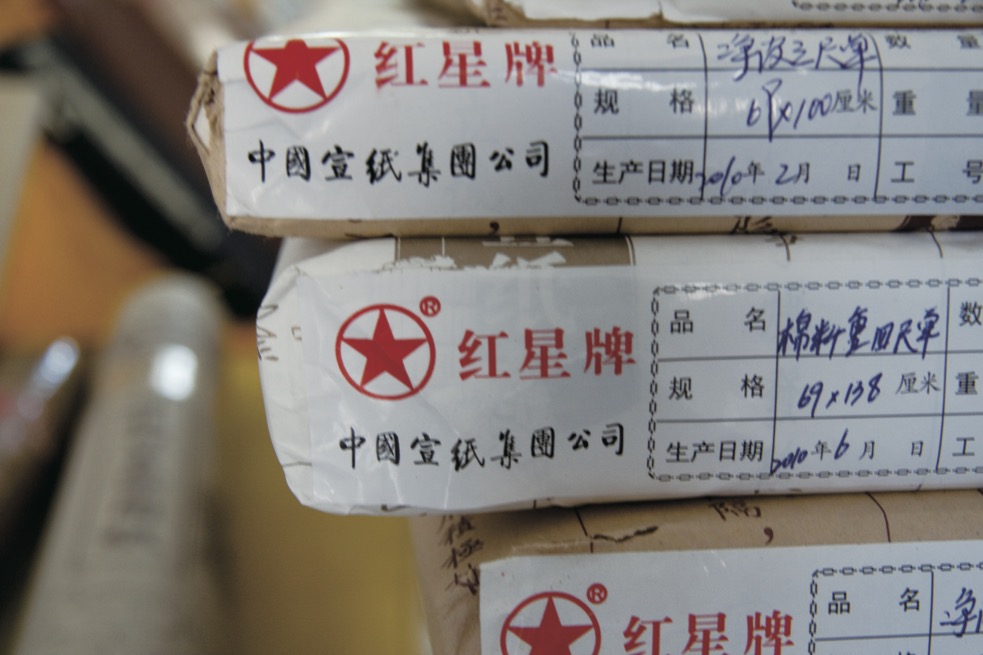 红星牌
中國宣紙集團公司
品 名 净皮三尺单 数 量
规 格 69×100厘米 重 量
生产日期 2010年2月 日 工 号
®
红星牌
中國宣紙集團公司
品 名 棉料重四尺单 数
规 格 69×138 厘米 重
生产日期 2010年6月 日 工
®
红星牌
品 名 净